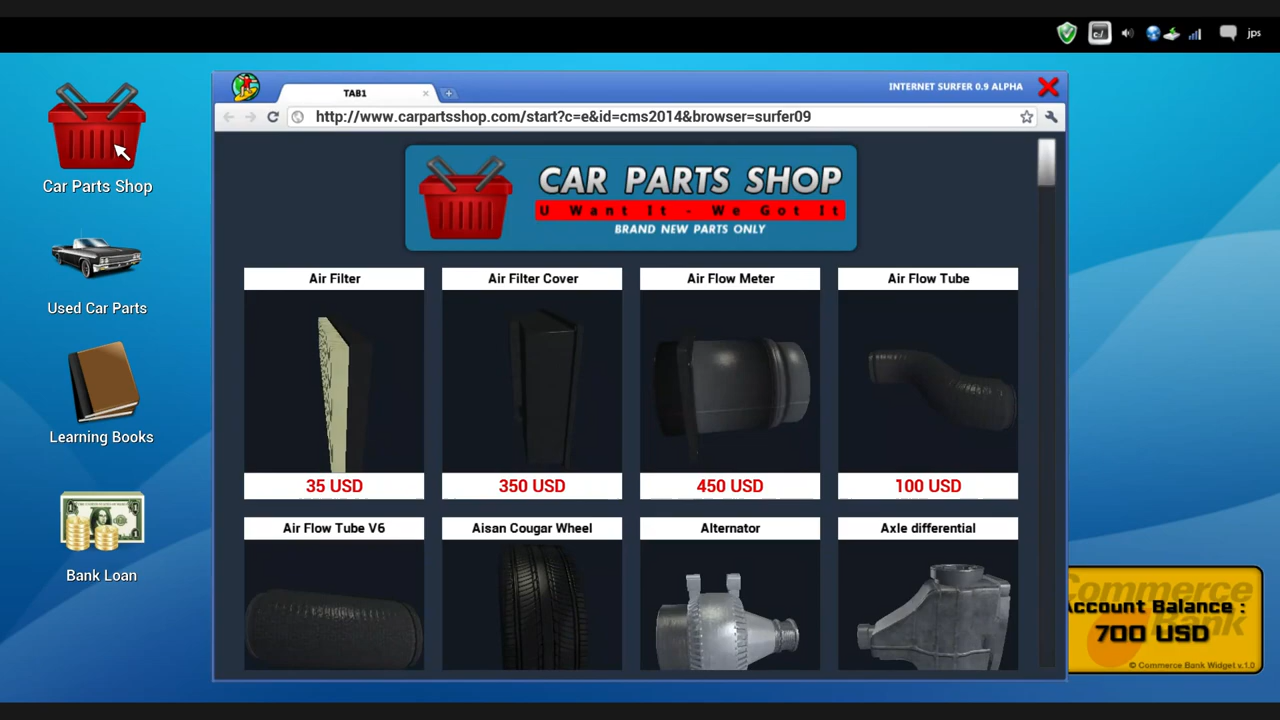 c:/
jps
Car Parts Shop
Used Car Parts
Learning Books
Bank Loan
TAB1
INTERNET SURFER 0.9 ALPHA
http://www.carpartsshop.com/start?c=e&id=cms2014&browser=surfer09
CAR PARTS SHOP
U Want It - We Got It
BRAND NEW PARTS ONLY
Air Filter
Air Filter Cover
Air Flow Meter
Air Flow Tube
35 USD
350 USD
450 USD
100 USD
Air Flow Tube V6
Aisan Cougar Wheel
Alternator
Axle differential
Commerce
Bank
Account Balance :
700 USD
© Commerce Bank Widget v.1.0